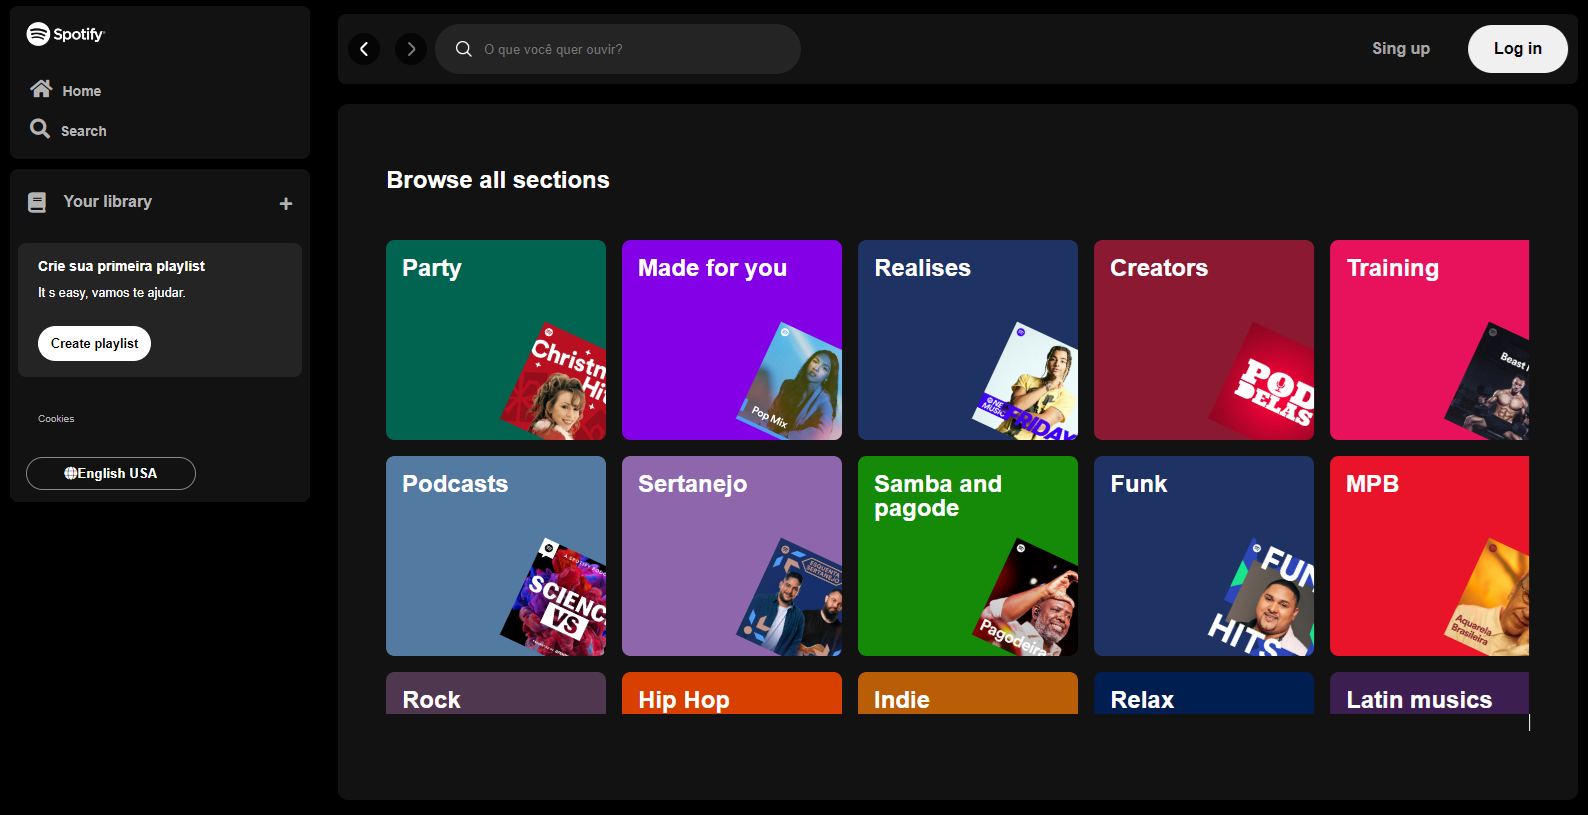 Spotify
Home
Search
Your library
+
Crie sua primeira playlist
It s easy, vamos te ajudar.
Create playlist
Cookies
English USA
O que você quer ouvir?
Sing up
Log in
Browse all sections
Party
Christm
Hi
Made for you
Pop Mix
Realises
NE
MUSIC
FRIDAY
Creators
POD
DELAS
Training
Beast
Podcasts
SCIENC
VS
Sertanejo
ESQUENTA
SERTANEJO
Samba and
pagode
Pagodeira
Funk
FUN
HITS
MPB
Aquarela
Brasileira
Rock
Hip Hop
Indie
Relax
Latin musics